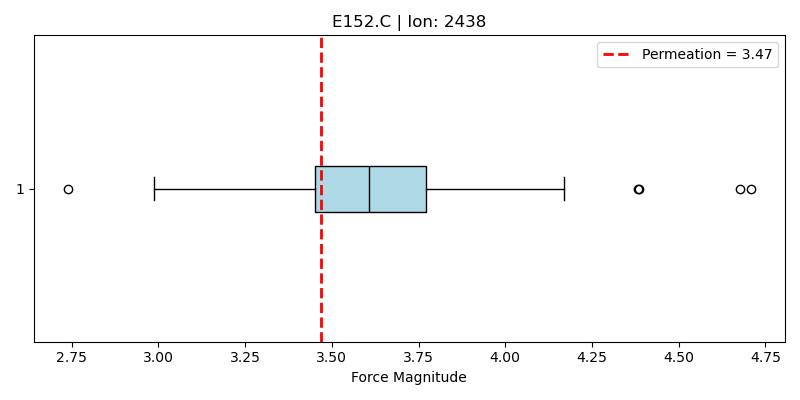 E152.C | Ion: 2438
Permeation = 3.47
1
2.75 3.00 3.25 3.50 3.75 4.00 4.25 4.50 4.75
Force Magnitude